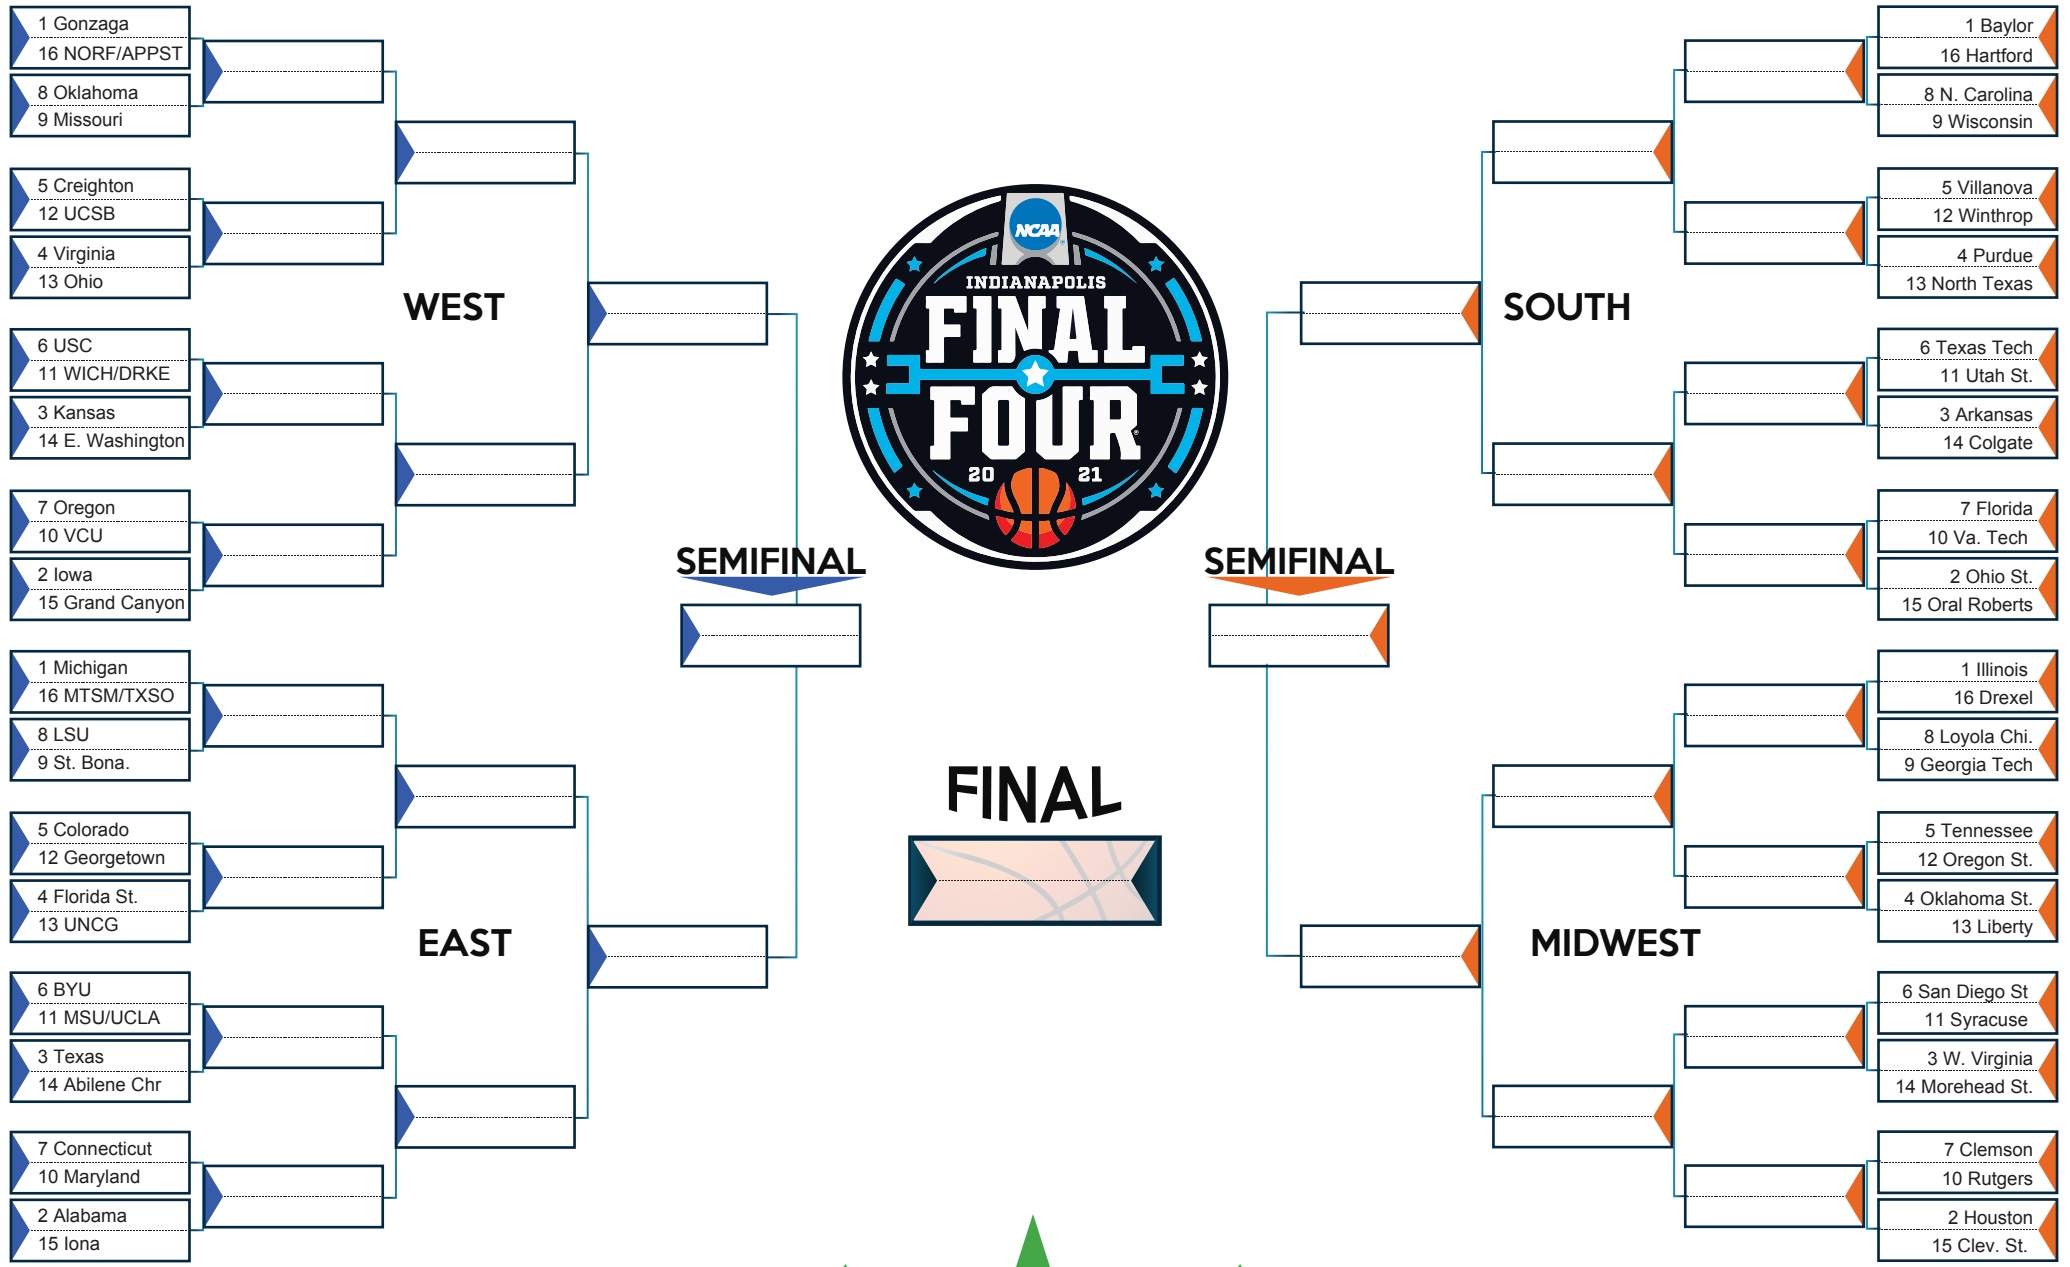 1 Gonzaga
16 NORF/APPST
8 Oklahoma
9 Missouri
5 Creighton
12 UCSB
4 Virginia
13 Ohio
WEST
6 USC
11 WICH/DRKE
3 Kansas
14 E. Washington
7 Oregon
10 VCU
2 Iowa
15 Grand Canyon
1 Michigan
16 MTSM/TXSO
8 LSU
9 St. Bona.
5 Colorado
12 Georgetown
4 Florida St.
13 UNCG
EAST
6 BYU
11 MSU/UCLA
3 Texas
14 Abilene Chr
7 Connecticut
10 Maryland
2 Alabama
15 Iona
NCAA
INDIANAPOLIS
FINAL
FOUR
20 21
SEMIFINAL
SEMIFINAL
FINAL
1 Baylor
16 Hartford
8 N. Carolina
9 Wisconsin
5 Villanova
12 Winthrop
4 Purdue
13 North Texas
SOUTH
6 Texas Tech
11 Utah St.
3 Arkansas
14 Colgate
7 Florida
10 Va. Tech
2 Ohio St.
15 Oral Roberts
1 Illinois
16 Drexel
8 Loyola Chi.
9 Georgia Tech
5 Tennessee
12 Oregon St.
4 Oklahoma St.
13 Liberty
MIDWEST
6 San Diego St
11 Syracuse
3 W. Virginia
14 Morehead St.
7 Clemson
10 Rutgers
2 Houston
15 Clev. St.